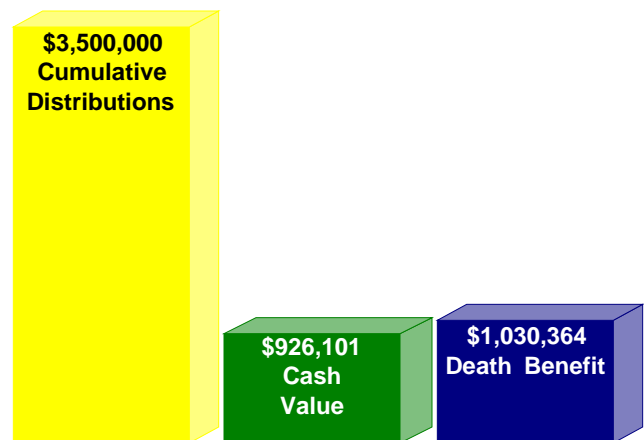 $3,500,000
Cumulative
Distributions
$926,101
Cash
Value
$1,030,364
Death Benefit